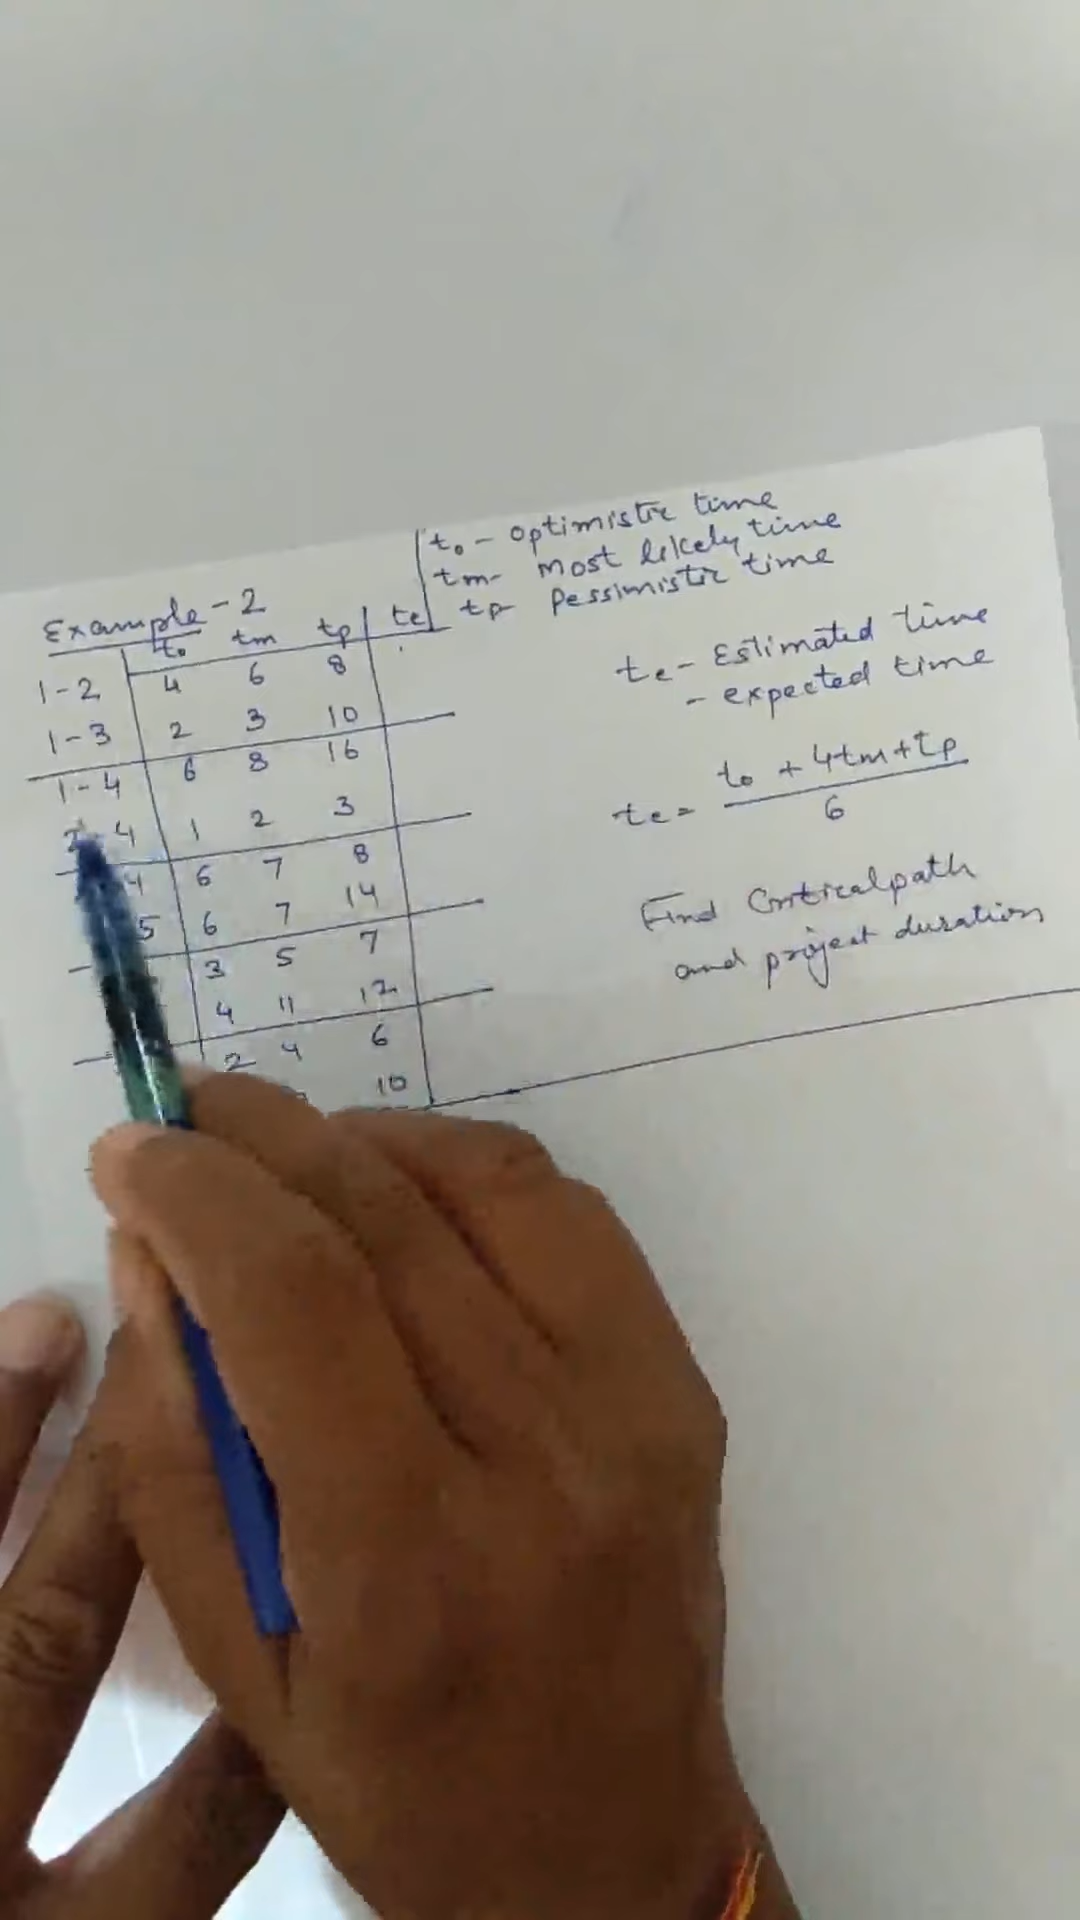 Example-2
to tm tp te
1-2 4 6 8
1-3 2 3 10
1-4 6 8 16
4 1 2 3
4 6 7 8
5 6 7 14
3 5 7
4 11 12
2 4 6
10
to - optimistic time
tm- most likely time
tp- Pessimistic time
te - Estimated time
- expected time
te = to + 4tm + tp
6
Find Critical path
and project duration